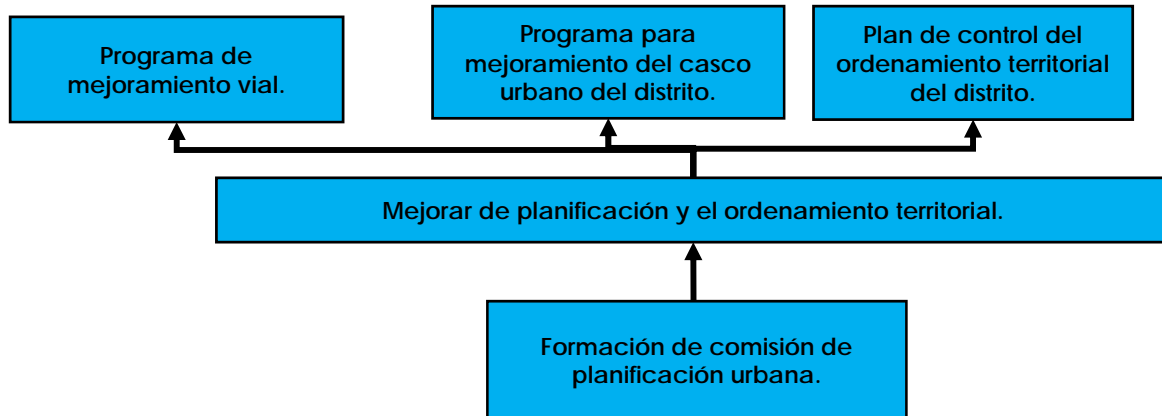 Programa de
mejoramiento vial.
Programa para
mejoramiento del casco
urbano del distrito.
Plan de control del
ordenamiento territorial
del distrito.
Mejorar de planificación y el ordenamiento territorial.
Formación de comisión de
planificación urbana.